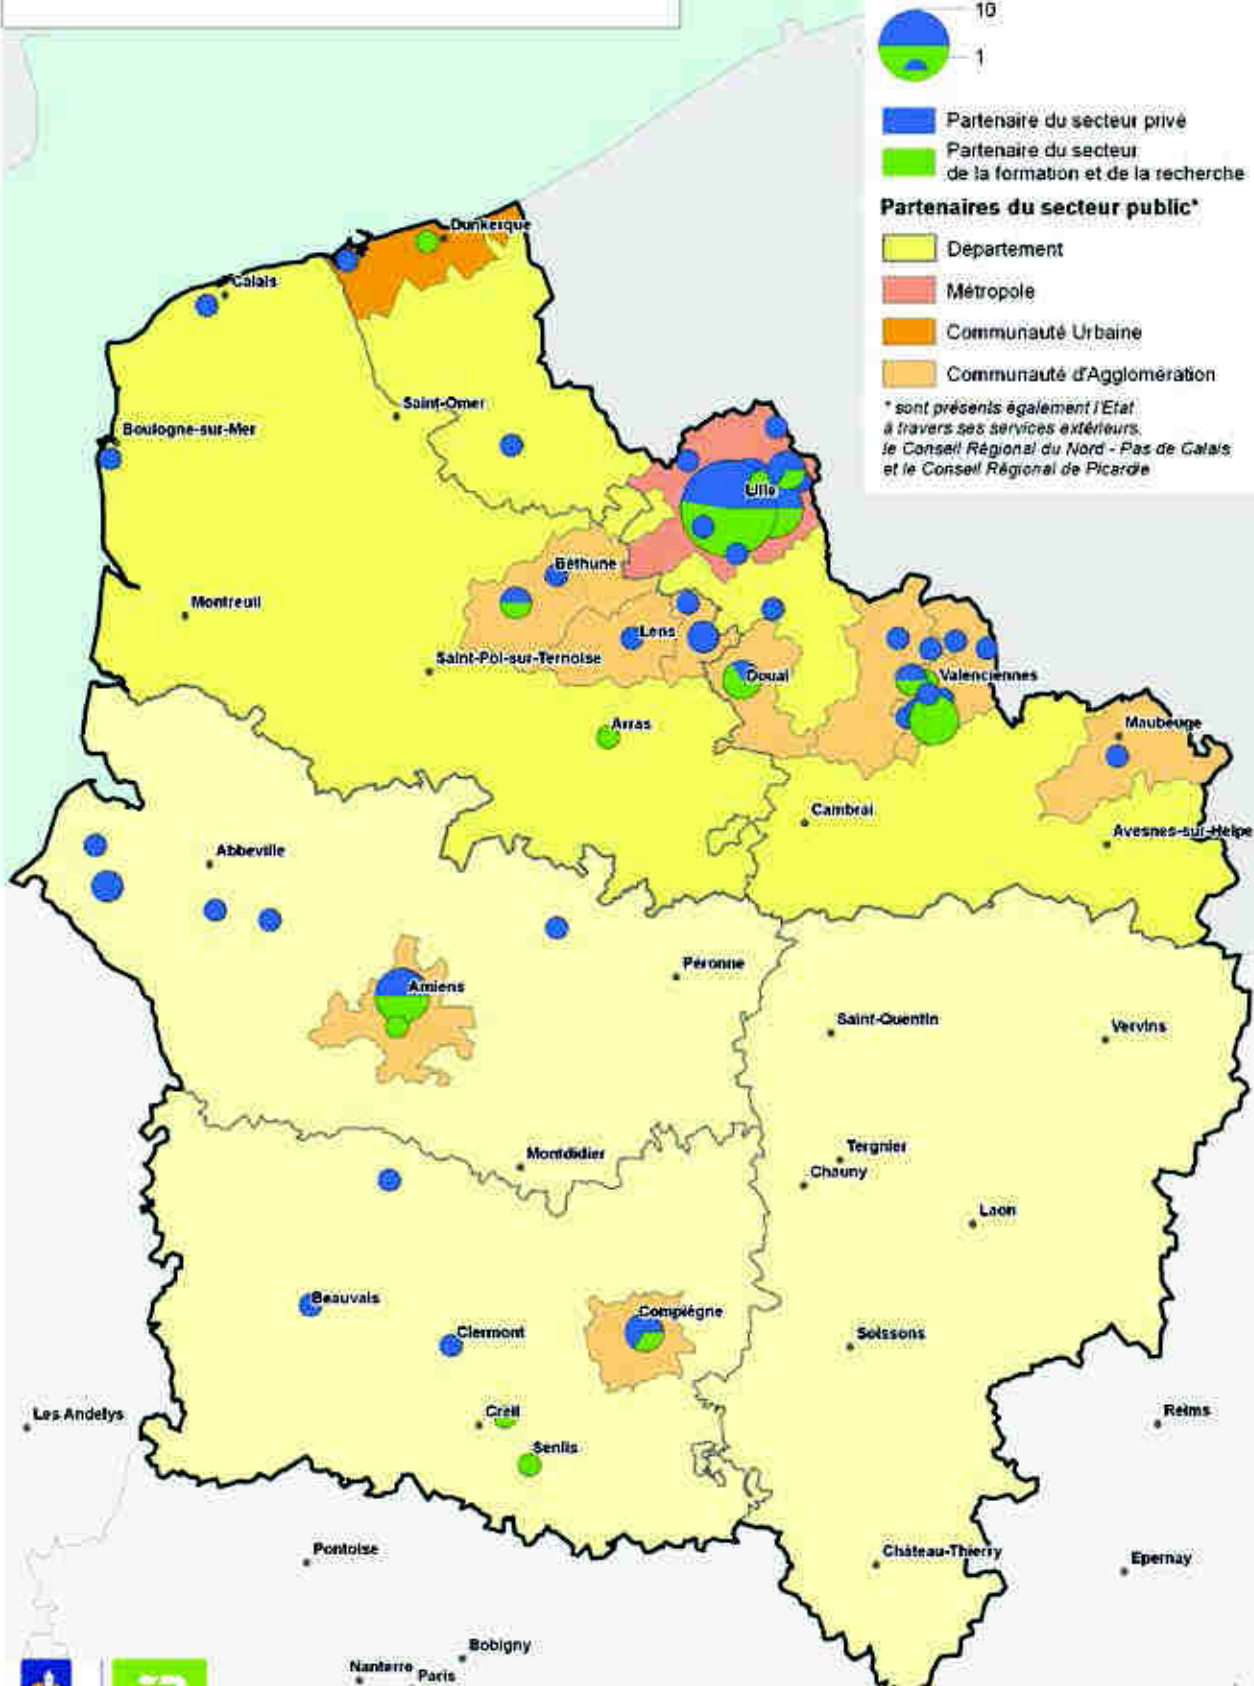 10
1
Partenaire du secteur privé
Partenaire du secteur
de la formation et de la recherche
Partenaires du secteur public*
Département
Métropole
Communauté Urbaine
Communauté d'Agglomération
* sont présents également l'Etat
à travers ses services extérieurs,
le Conseil Régional du Nord - Pas de Calais
et le Conseil Régional de Picardie
Dunkerque
Calais
Saint-Omer
Boulogne-sur-Mer
Lille
Béthune
Montreuil
Lens
Saint-Pol-sur-Ternoise
Douai
Valenciennes
Arras
Maubeuge
Cambrai
Avesnes-sur-Helpe
Abbeville
Péronne
Amiens
Saint-Quentin
Vervins
Montdidier
Tergnier
Chauny
Laon
Beauvais
Compiègne
Clermont
Soissons
Les Andelys
Creil
Reims
Senlis
Pontoise
Château-Thierry
Epernay
Bobigny
Nanterre
Paris